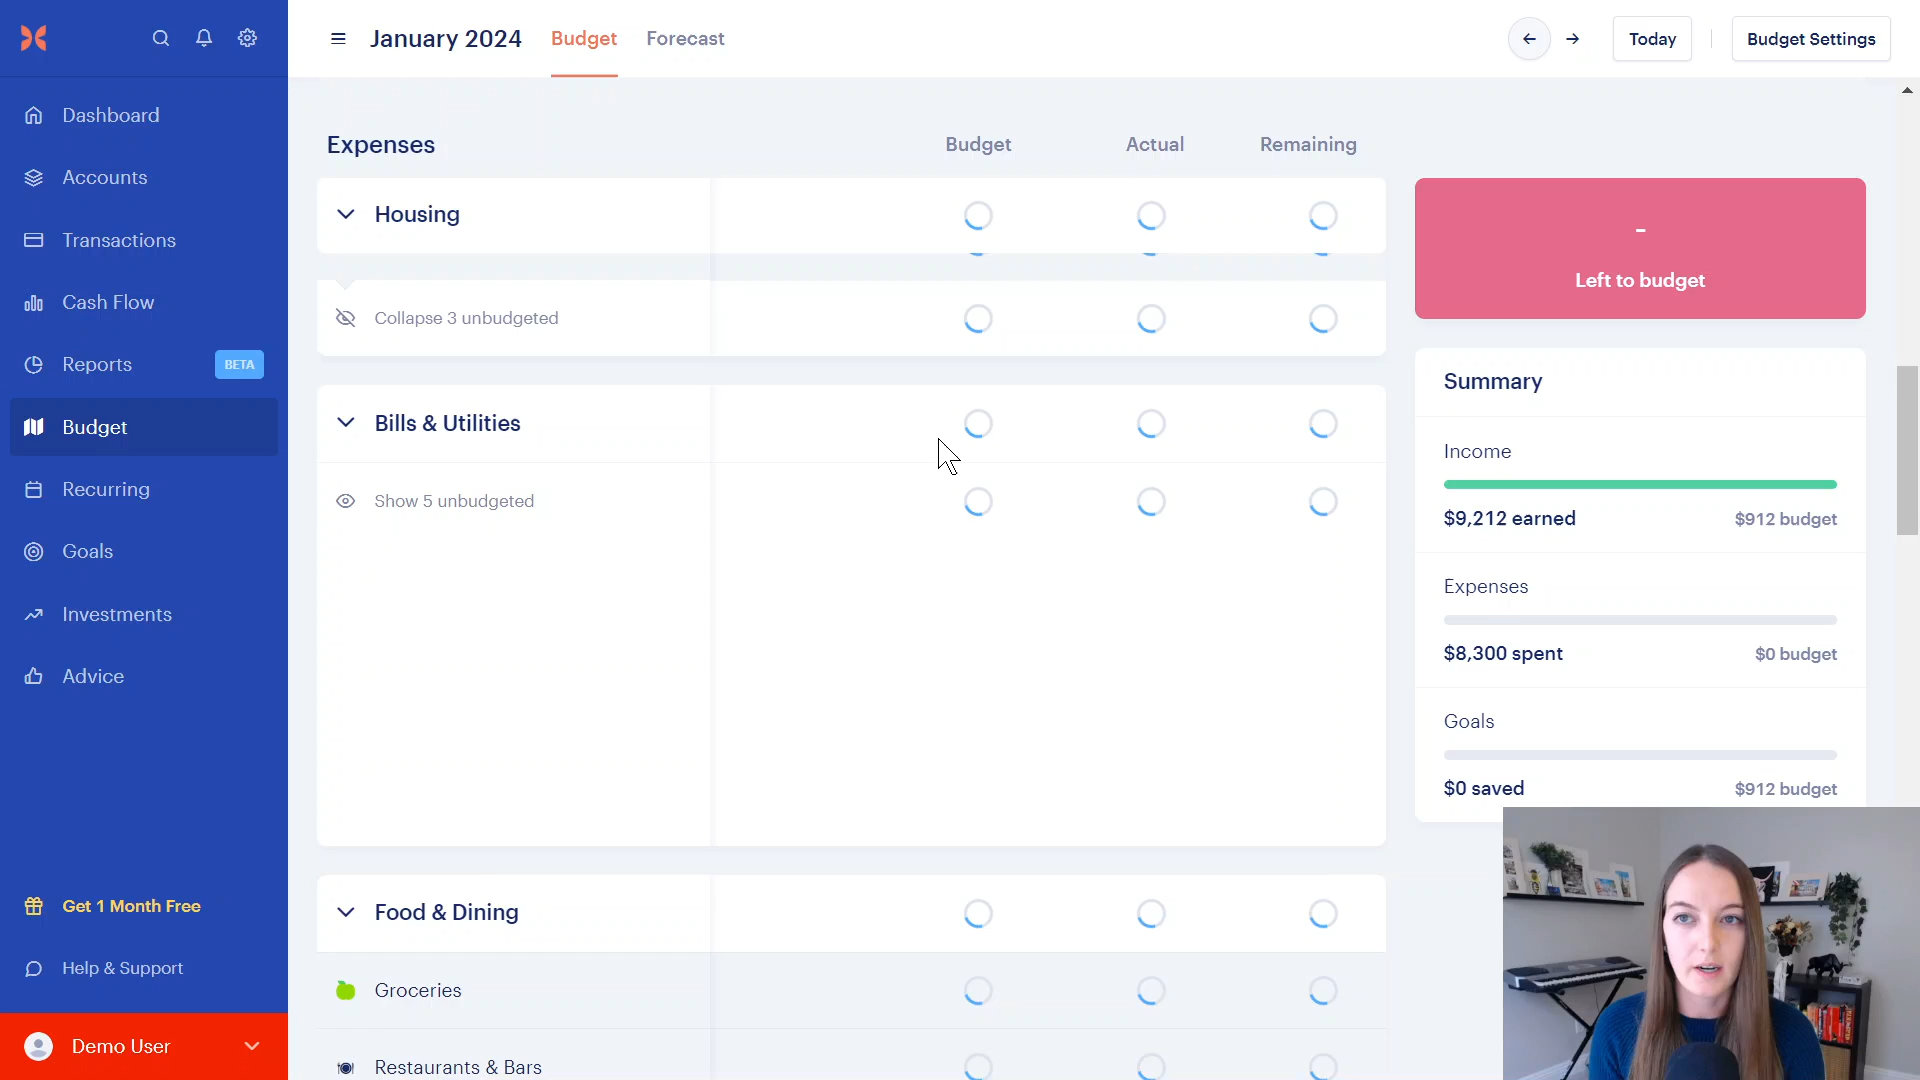 January 2024
Budget
Forecast
Today
Budget Settings
Dashboard
Accounts
Transactions
Cash Flow
Reports
BETA
Budget
Recurring
Goals
Investments
Advice
Get 1 Month Free
Help & Support
Demo User
Expenses
Budget
Actual
Remaining
Housing
Collapse 3 unbudgeted
Bills & Utilities
Show 5 unbudgeted
Food & Dining
Groceries
Restaurants & Bars
-
Left to budget
Summary
Income
$9,212 earned
$912 budget
Expenses
$8,300 spent
$0 budget
Goals
$0 saved
$912 budget